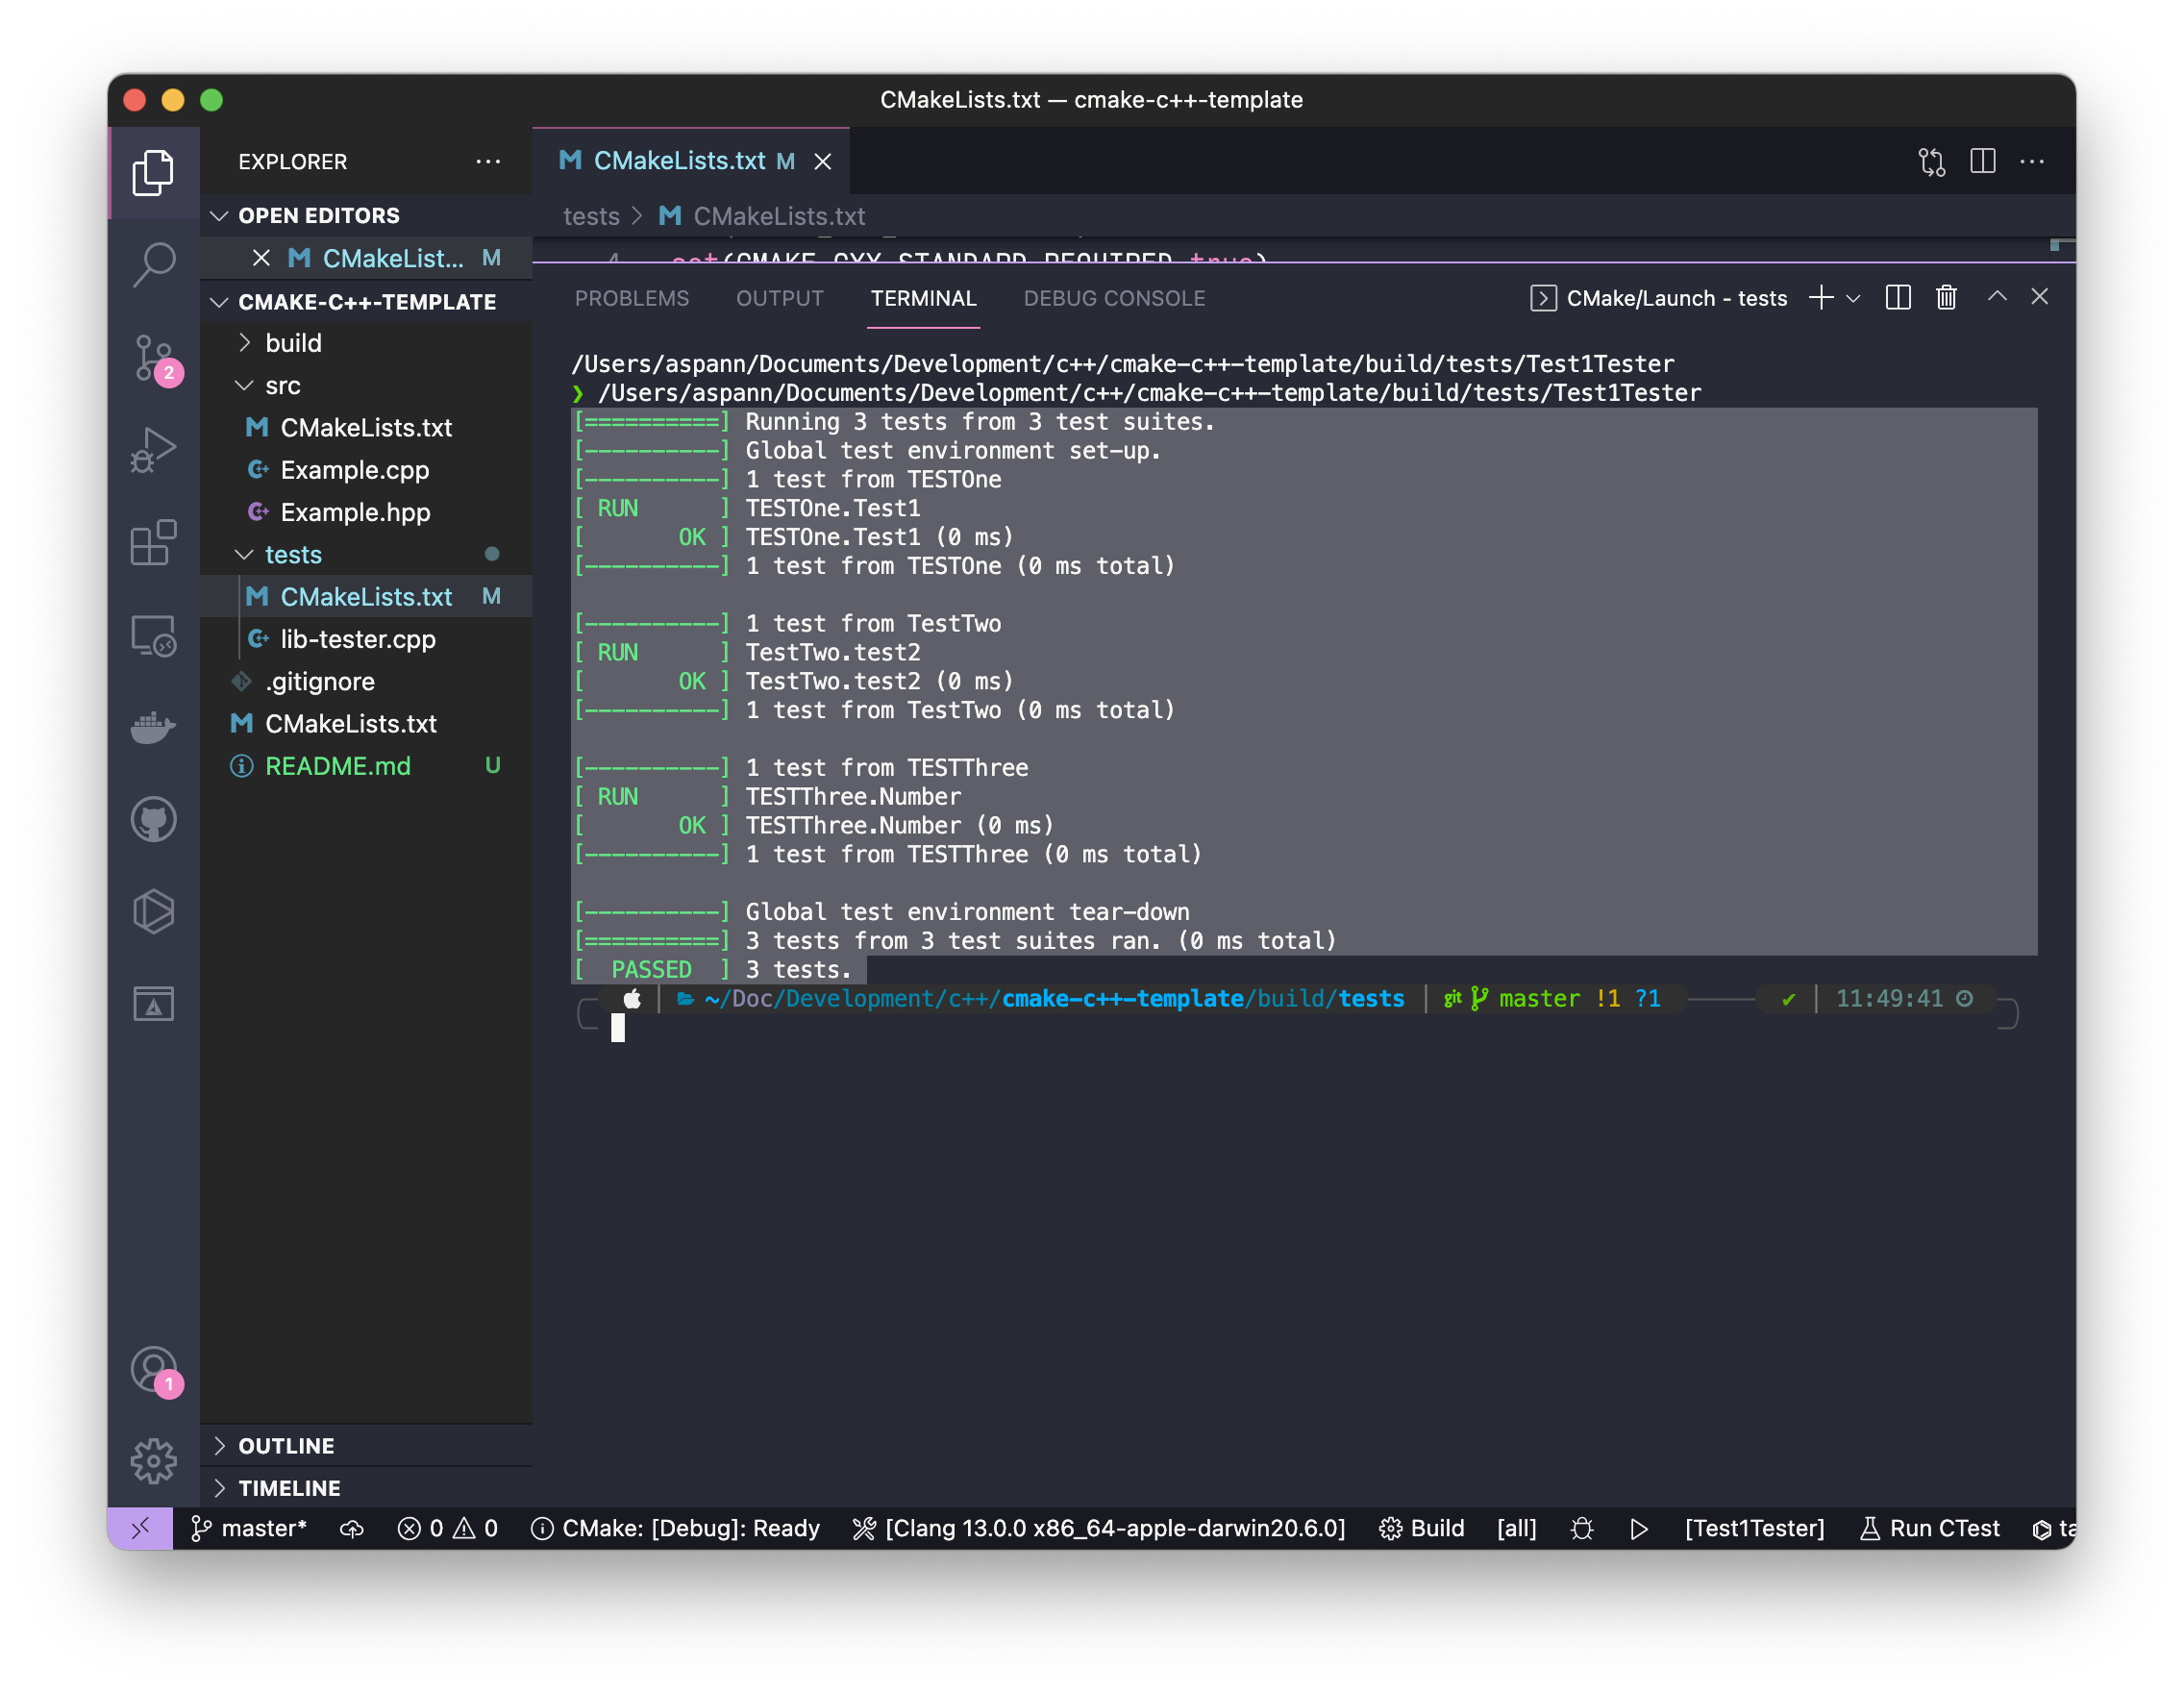 CMakeLists.txt — cmake-c++-template
EXPLORER
OPEN EDITORS
CMakeList... M
CMAKE-C++-TEMPLATE
build
src
CMakeLists.txt
Example.cpp
Example.hpp
tests
CMakeLists.txt M
lib-tester.cpp
.gitignore
CMakeLists.txt
README.md U
OUTLINE
TIMELINE
2
1
CMakeLists.txt M
tests > CMakeLists.txt
4 set(CMAKE_CXX_STANDARD_REQUIRED true)
PROBLEMS OUTPUT TERMINAL DEBUG CONSOLE CMake/Launch - tests
/Users/aspann/Documents/Development/c++/cmake-c++-template/build/tests/Test1Tester
❯ /Users/aspann/Documents/Development/c++/cmake-c++-template/build/tests/Test1Tester
[==========] Running 3 tests from 3 test suites.
[----------] Global test environment set-up.
[----------] 1 test from TESTOne
[ RUN      ] TESTOne.Test1
[       OK ] TESTOne.Test1 (0 ms)
[----------] 1 test from TESTOne (0 ms total)
[----------] 1 test from TestTwo
[ RUN      ] TestTwo.test2
[       OK ] TestTwo.test2 (0 ms)
[----------] 1 test from TestTwo (0 ms total)
[----------] 1 test from TESTThree
[ RUN      ] TESTThree.Number
[       OK ] TESTThree.Number (0 ms)
[----------] 1 test from TESTThree (0 ms total)
[----------] Global test environment tear-down
[==========] 3 tests from 3 test suites ran. (0 ms total)
[  PASSED  ] 3 tests.
~/Doc/Development/c++/cmake-c++-template/build/tests git master !1 ?1 ✔ 11:49:41
master* 0 0 CMake: [Debug]: Ready [Clang 13.0.0 x86_64-apple-darwin20.6.0] Build [all] [Test1Tester] Run CTest